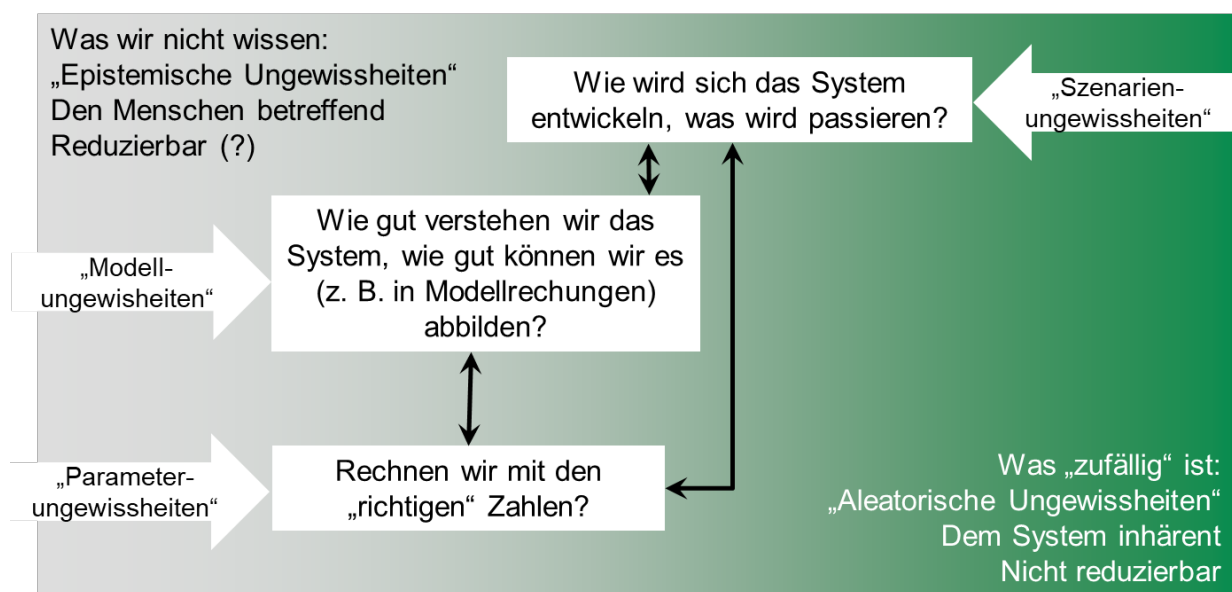 Was wir nicht wissen:
„Epistemische Ungewissheiten“
Den Menschen betreffend
Reduzierbar (?)
Wie wird sich das System
entwickeln, was wird passieren?
„Szenarien-
ungewissheiten“
Wie gut verstehen wir das
System, wie gut können wir es
(z. B. in Modellrechungen)
abbilden?
„Modell-
ungewisheiten“
Rechnen wir mit den
„richtigen“ Zahlen?
„Parameter-
ungewissheiten“
Was „zufällig“ ist:
„Aleatorische Ungewissheiten“
Dem System inhärent
Nicht reduzierbar